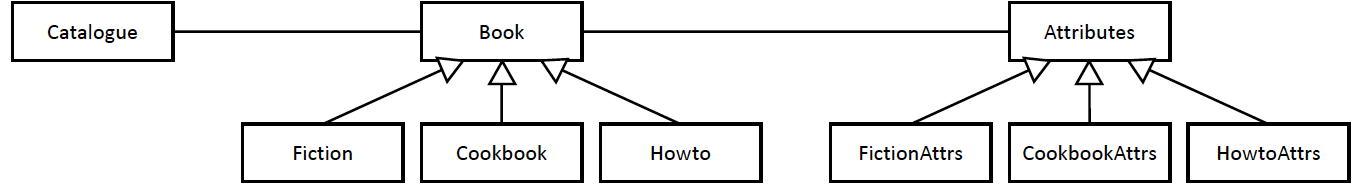 Catalogue
Book
Attributes
Fiction
Cookbook
Howto
FictionAttrs
CookbookAttrs
HowtoAttrs